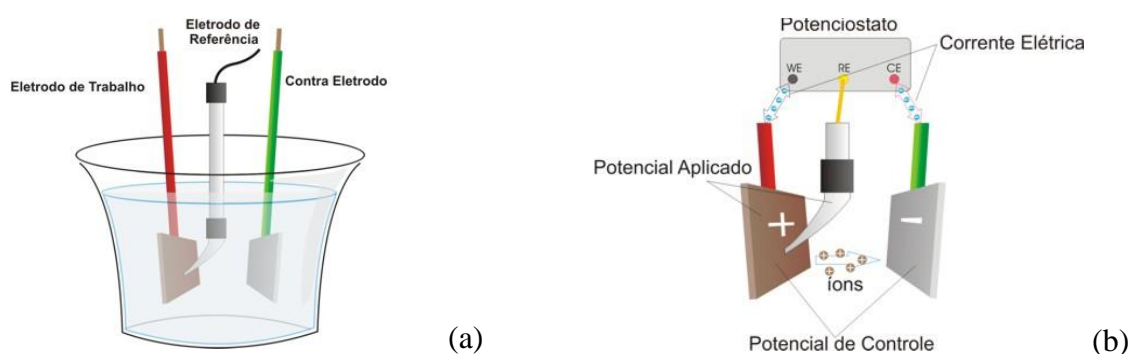 Eletrodo de
Referência
Eletrodo de Trabalho
Contra Eletrodo
(a)
Potenciostato
Corrente Elétrica
WE
RE
CE
Potencial Aplicado
+
-
íons
Potencial de Controle
(b)